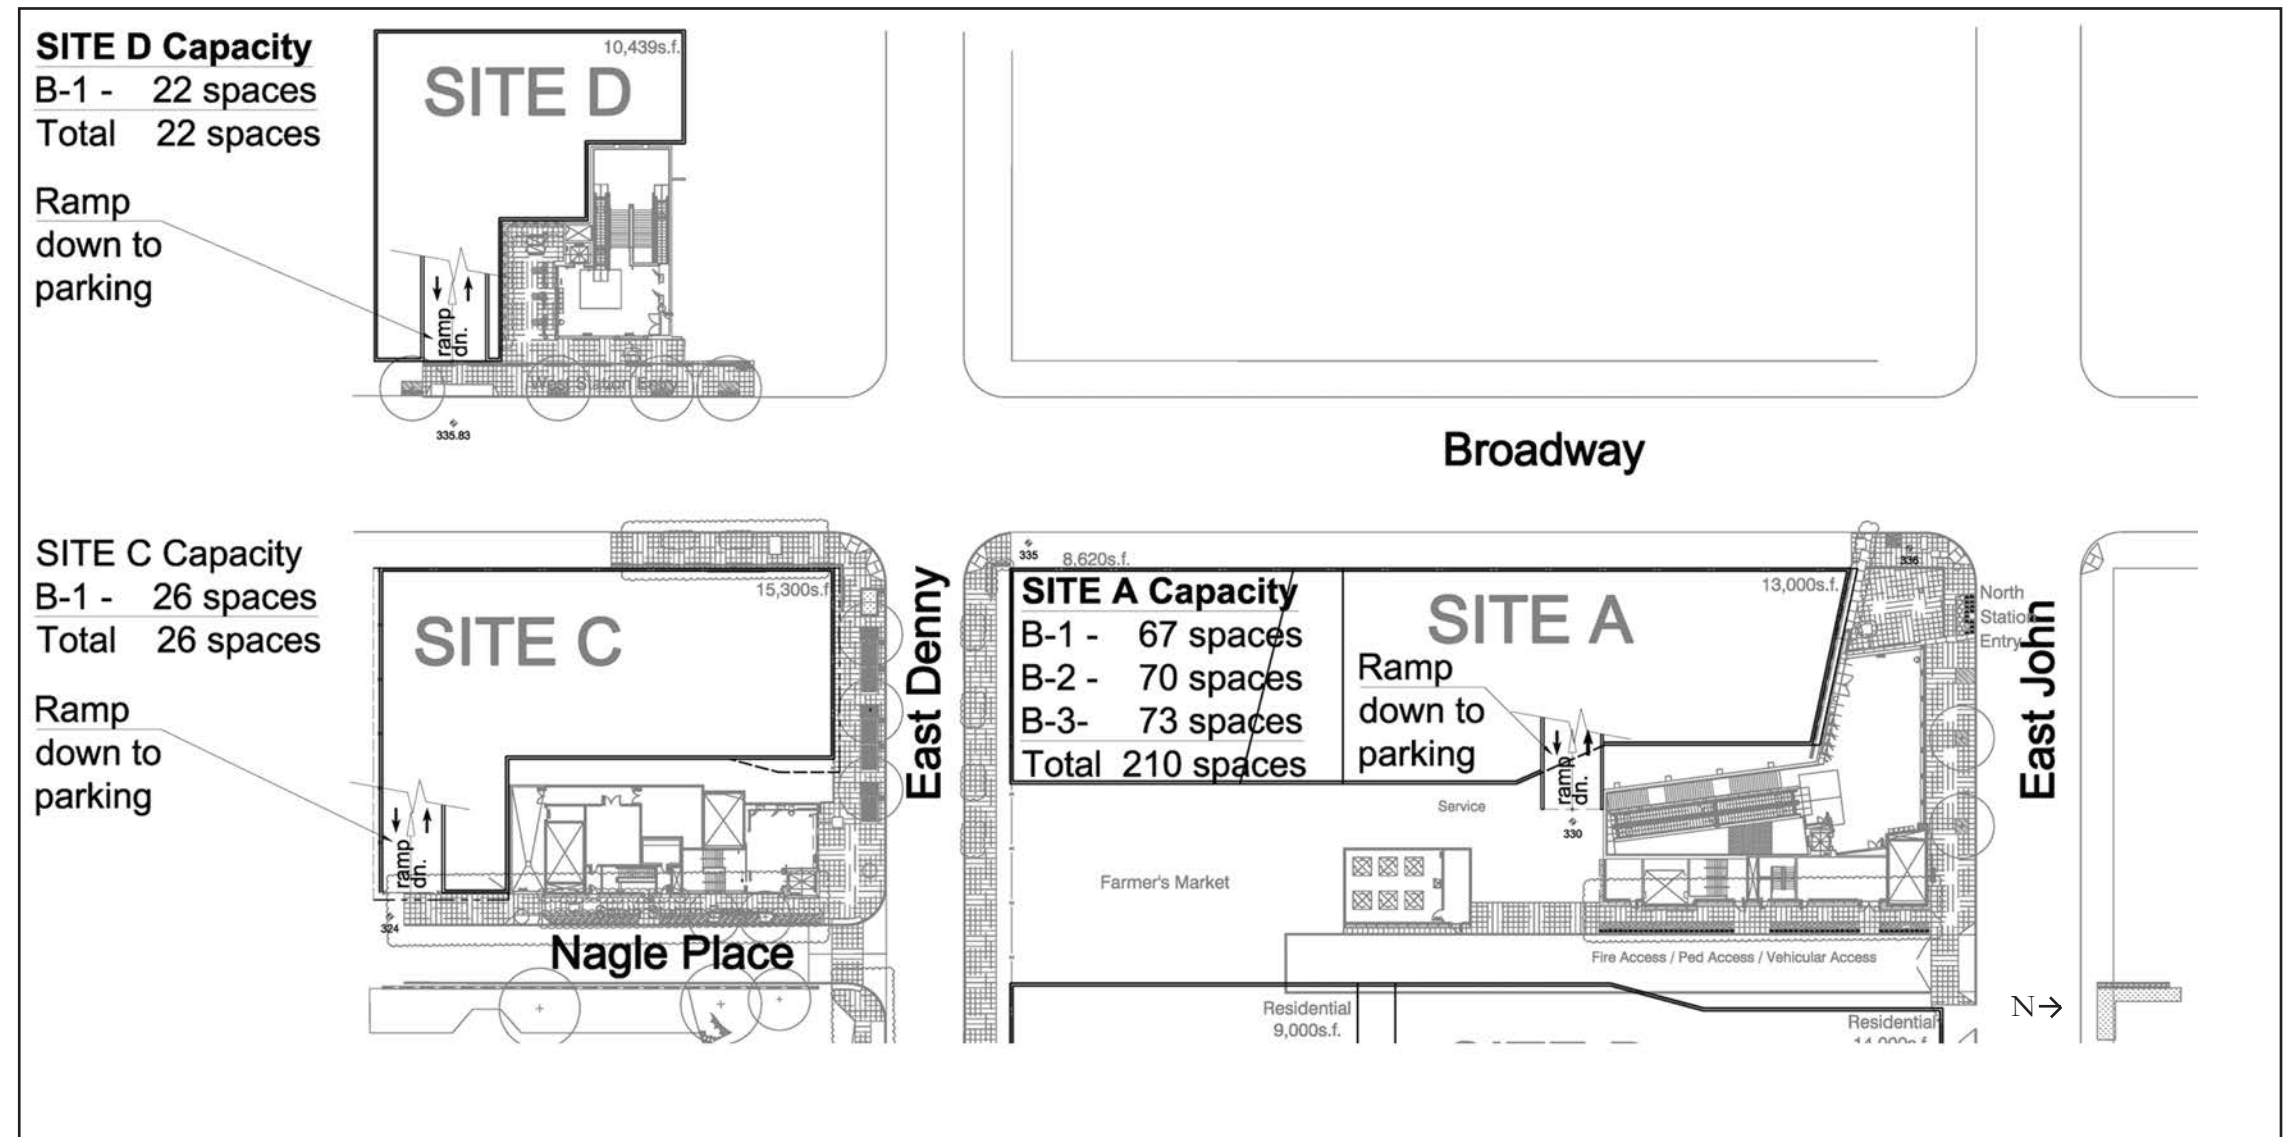 SITE D Capacity
B-1 - 22 spaces
Total 22 spaces
10,439s.f.
SITE D
Ramp
down to
parking
ramp
dn.
West Station Entry
335.83
Broadway
SITE C Capacity
B-1 - 26 spaces
Total 26 spaces
15,300s.f.
SITE C
Ramp
down to
parking
ramp
dn.
324
Nagle Place
East Denny
335
8,620s.f.
SITE A Capacity
B-1 - 67 spaces
B-2 - 70 spaces
B-3- 73 spaces
Total 210 spaces
13,000s.f.
SITE A
Ramp
down to
parking
ramp
dn.
330
336
North
Station
Entry
East John
Service
Farmer's Market
Fire Access / Ped Access / Vehicular Access
Residential
9,000s.f.
Residential
N→